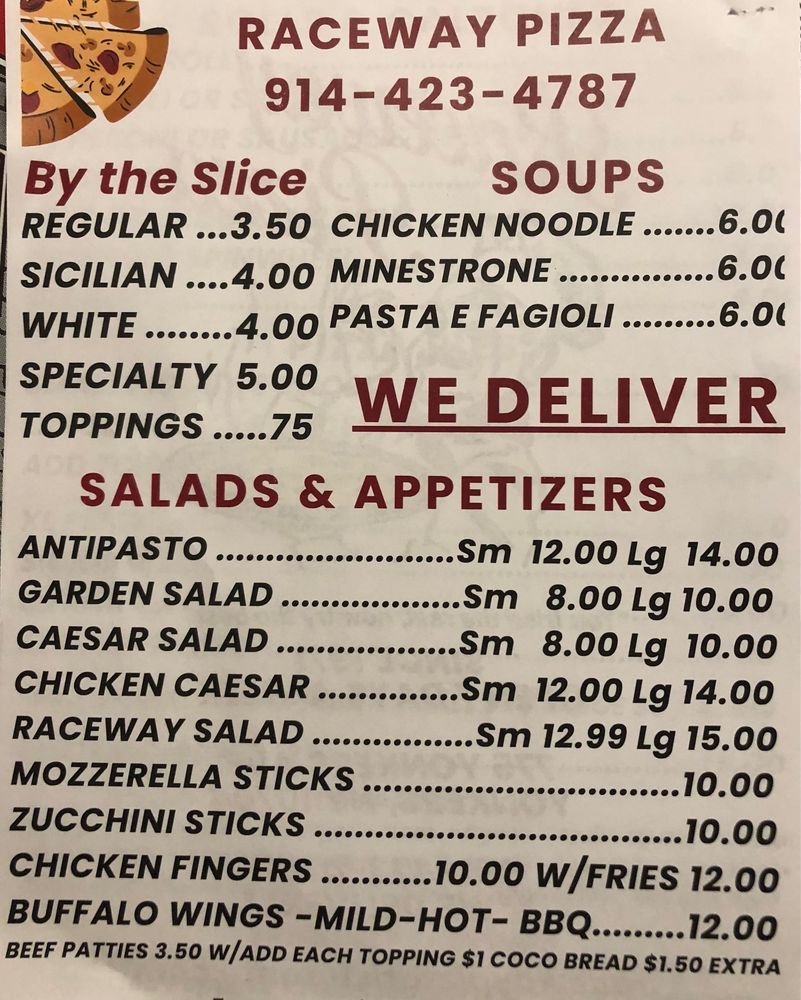 RACEWAY PIZZA
914-423-4787
By the Slice
REGULAR ...3.50
SICILIAN ....4.00
WHITE ........4.00
SPECIALTY 5.00
TOPPINGS .....75
SOUPS
CHICKEN NOODLE .......6.00
MINESTRONE ...............6.00
PASTA E FAGIOLI .........6.00
WE DELIVER
SALADS & APPETIZERS
ANTIPASTO ........................Sm 12.00 Lg 14.00
GARDEN SALAD ..................Sm 8.00 Lg 10.00
CAESAR SALAD ..................Sm 8.00 Lg 10.00
CHICKEN CAESAR ..............Sm 12.00 Lg 14.00
RACEWAY SALAD ................Sm 12.99 Lg 15.00
MOZZERELLA STICKS ................................10.00
ZUCCHINI STICKS .....................................10.00
CHICKEN FINGERS ...........10.00 W/FRIES 12.00
BUFFALO WINGS -MILD-HOT- BBQ.........12.00
BEEF PATTIES 3.50 W/ADD EACH TOPPING $1 COCO BREAD $1.50 EXTRA